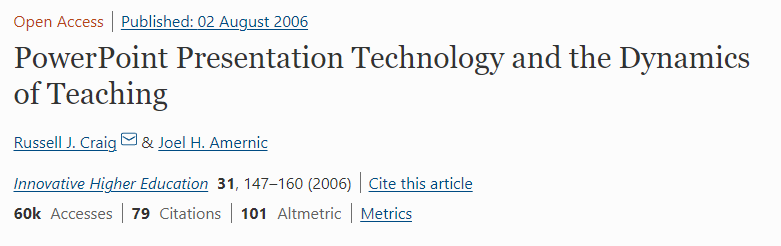 Open Access | Published: 02 August 2006
PowerPoint Presentation Technology and the Dynamics
of Teaching
Russell J. Craig & Joel H. Amernic
Innovative Higher Education 31, 147–160 (2006) | Cite this article
60k Accesses | 79 Citations | 101 Altmetric | Metrics